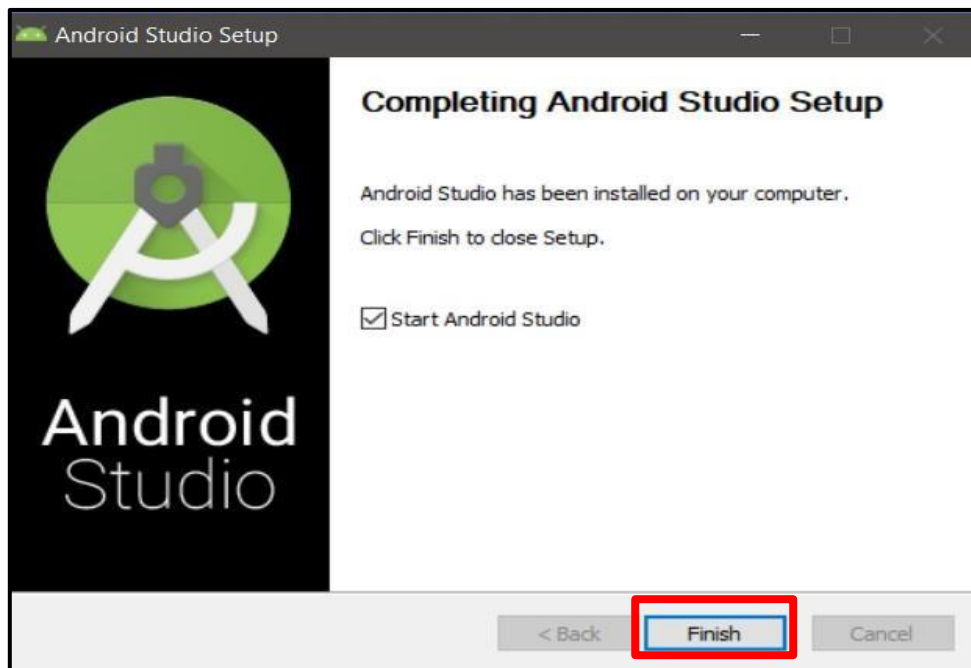 Android Studio Setup
Completing Android Studio Setup
Android Studio has been installed on your computer.
Click Finish to close Setup.
Start Android Studio
Android
Studio
< Back
Finish
Cancel